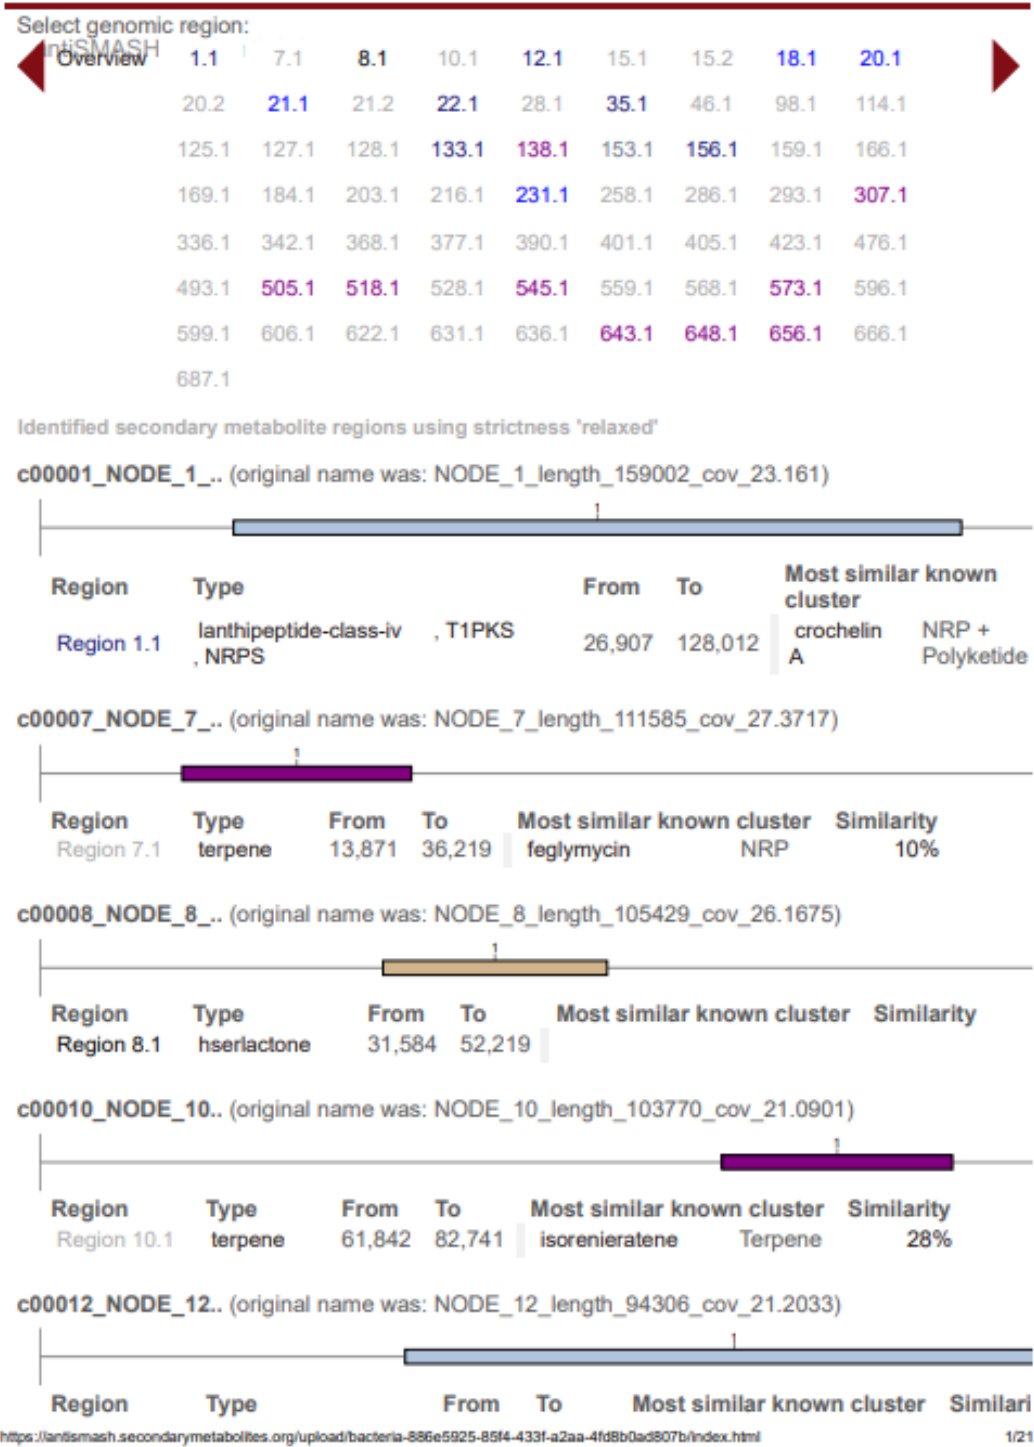 Select genomic region:
antiSMASH
Overview 1.1 7.1 8.1 10.1 12.1 15.1 15.2 18.1 20.1
20.2 21.1 21.2 22.1 28.1 35.1 46.1 98.1 114.1
125.1 127.1 128.1 133.1 138.1 153.1 156.1 159.1 166.1
169.1 184.1 203.1 216.1 231.1 258.1 286.1 293.1 307.1
336.1 342.1 368.1 377.1 390.1 401.1 405.1 423.1 476.1
493.1 505.1 518.1 528.1 545.1 559.1 568.1 573.1 596.1
599.1 606.1 622.1 631.1 636.1 643.1 648.1 656.1 666.1
687.1
Identified secondary metabolite regions using strictness 'relaxed'
c00001_NODE_1_.. (original name was: NODE_1_length_159002_cov_23.161)
1
Region Type From To Most similar known
cluster
Region 1.1 lanthipeptide-class-iv , T1PKS 26,907 128,012 crochelin NRP +
, NRPS A Polyketide
c00007_NODE_7_.. (original name was: NODE_7_length_111585_cov_27.3717)
1
Region Type From To Most similar known cluster Similarity
Region 7.1 terpene 13,871 36,219 feglymycin NRP 10%
c00008_NODE_8_.. (original name was: NODE_8_length_105429_cov_26.1675)
1
Region Type From To Most similar known cluster Similarity
Region 8.1 hserlactone 31,584 52,219
c00010_NODE_10.. (original name was: NODE_10_length_103770_cov_21.0901)
1
Region Type From To Most similar known cluster Similarity
Region 10.1 terpene 61,842 82,741 isorenieratene Terpene 28%
c00012_NODE_12.. (original name was: NODE_12_length_94306_cov_21.2033)
1
Region Type From To Most similar known cluster Similari
https://antismash.secondarymetabolites.org/upload/bacteria-886e5925-85f4-433f-a2aa-4fd8b0ad807b/index.html 1/21